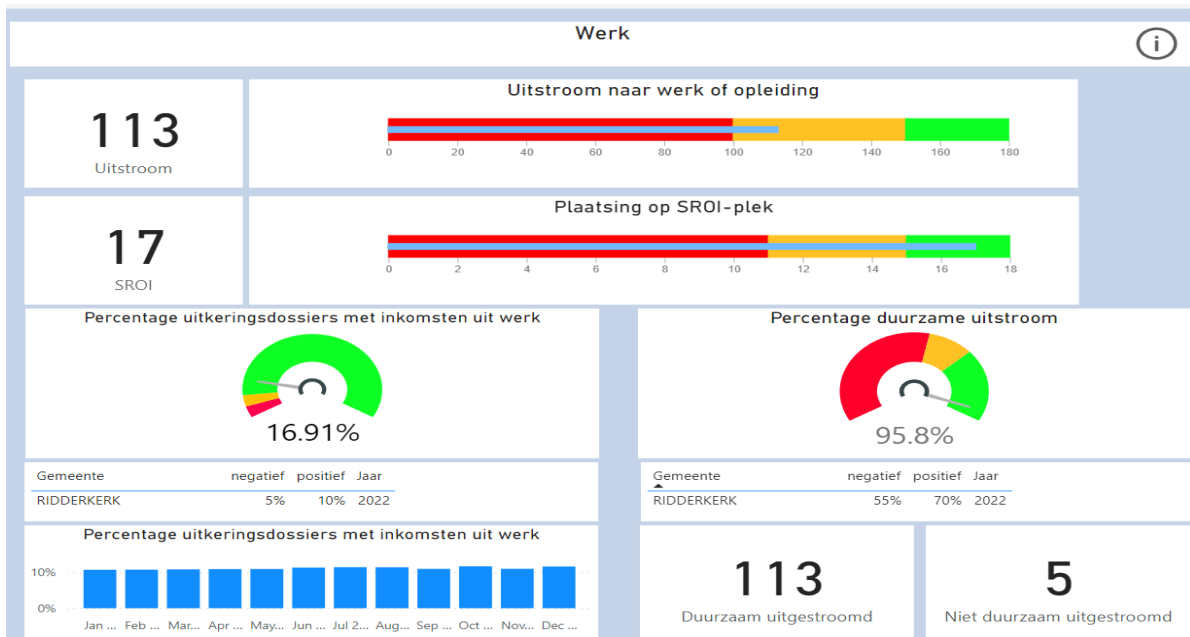 Werk
i
113
Uitstroom
Uitstroom naar werk of opleiding
0 20 40 60 80 100 120 140 160 180
17
SROI
Plaatsing op SROI-plek
0 2 4 6 8 10 12 14 16 18
Percentage uitkeringsdossiers met inkomsten uit werk
16.91%
Gemeente negatief positief Jaar
RIDDERKERK 5% 10% 2022
Percentage duurzame uitstroom
95.8%
Gemeente negatief positief Jaar
RIDDERKERK 55% 70% 2022
Percentage uitkeringsdossiers met inkomsten uit werk
10%
0%
Jan ... Feb ... Mar... Apr ... May... Jun ... Jul 2... Aug... Sep ... Oct ... Nov... Dec ...
113
Duurzaam uitgestroomd
5
Niet duurzaam uitgestroomd